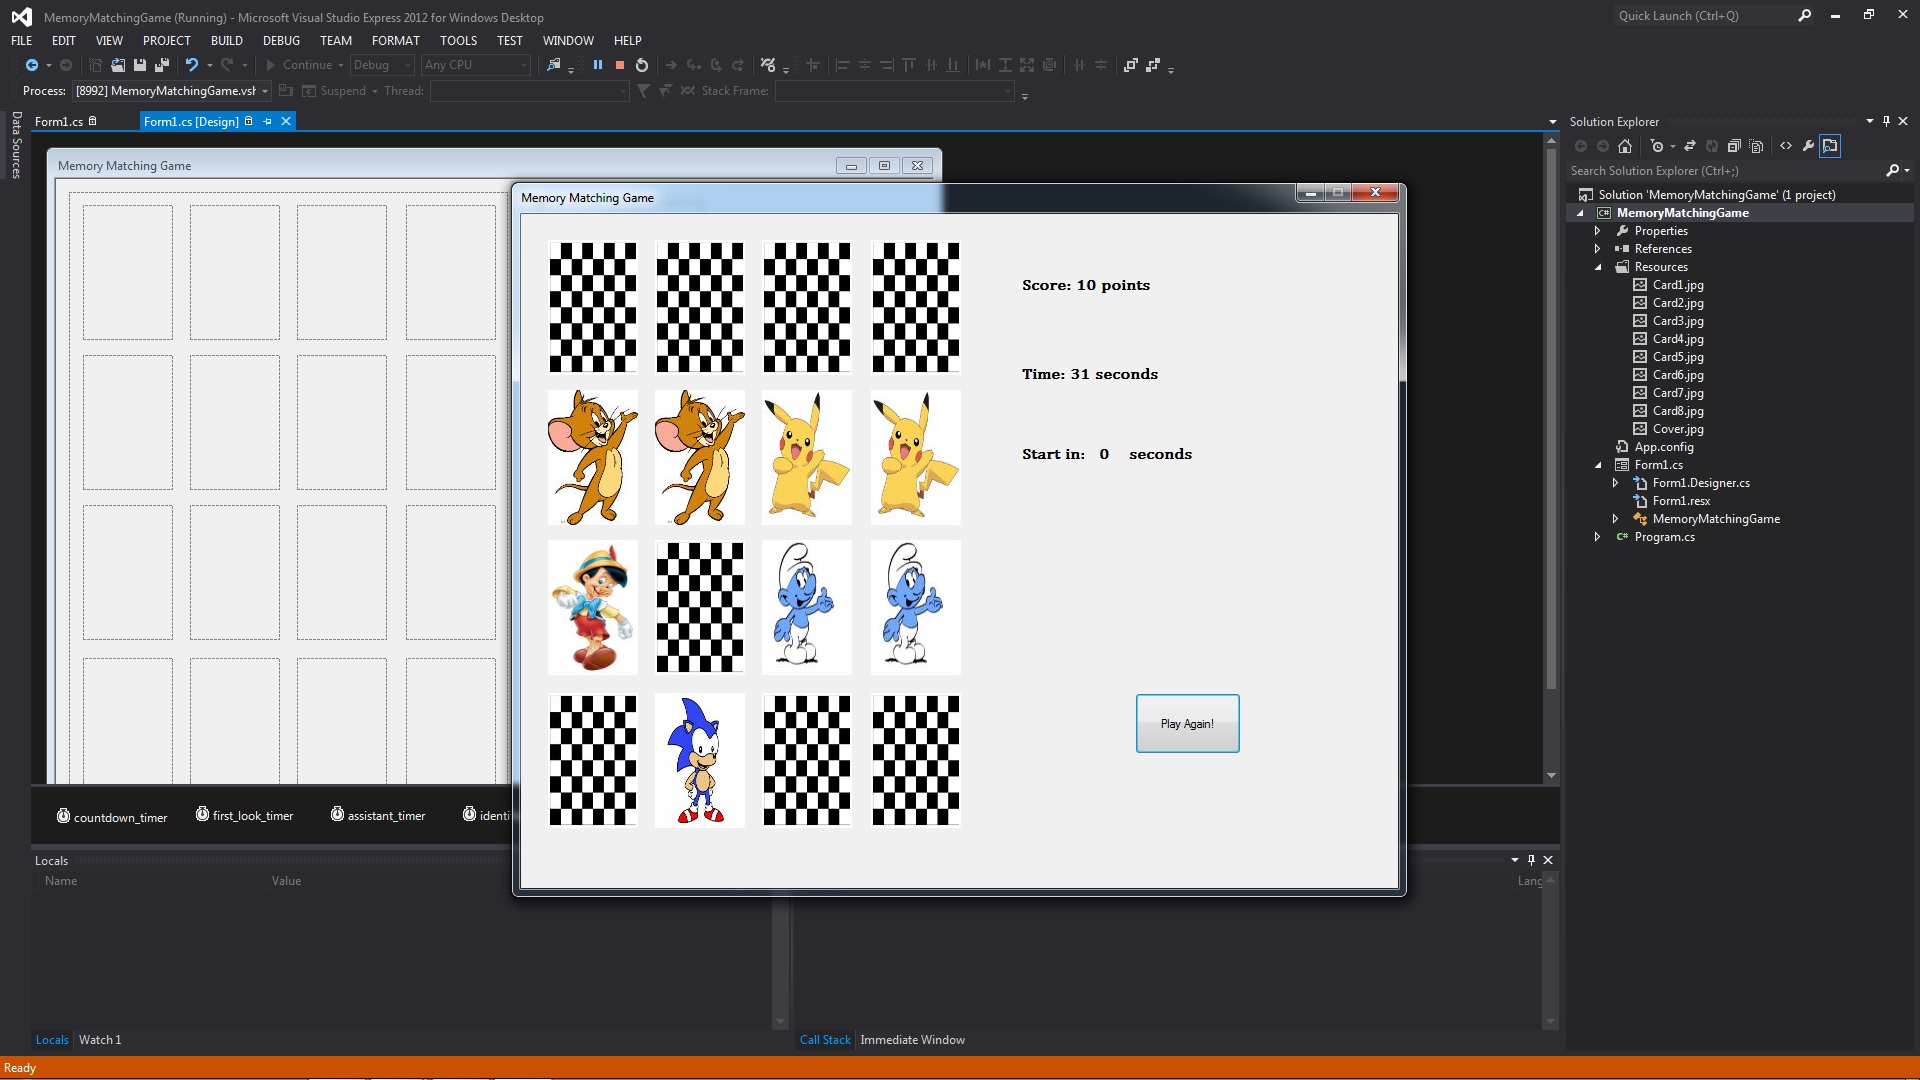 MemoryMatchingGame (Running) - Microsoft Visual Studio Express 2012 for Windows Desktop
Quick Launch (Ctrl+Q)
FILE EDIT VIEW PROJECT BUILD DEBUG TEAM FORMAT TOOLS TEST WINDOW HELP
Continue Debug Any CPU
Process: [8992] MemoryMatchingGame.vsh Suspend Thread: Stack Frame:
Data Sources
Form1.cs Form1.cs [Design]
Memory Matching Game
Memory Matching Game
Score: 10 points
Time: 31 seconds
Start in: 0 seconds
Play Again!
countdown_timer first_look_timer assistant_timer identi
Locals
Name Value
Lang
Locals Watch 1
Call Stack Immediate Window
Solution Explorer
Search Solution Explorer (Ctrl+;)
Solution 'MemoryMatchingGame' (1 project)
C# MemoryMatchingGame
Properties
References
Resources
Card1.jpg
Card2.jpg
Card3.jpg
Card4.jpg
Card5.jpg
Card6.jpg
Card7.jpg
Card8.jpg
Cover.jpg
App.config
Form1.cs
Form1.Designer.cs
Form1.resx
MemoryMatchingGame
C# Program.cs
Ready